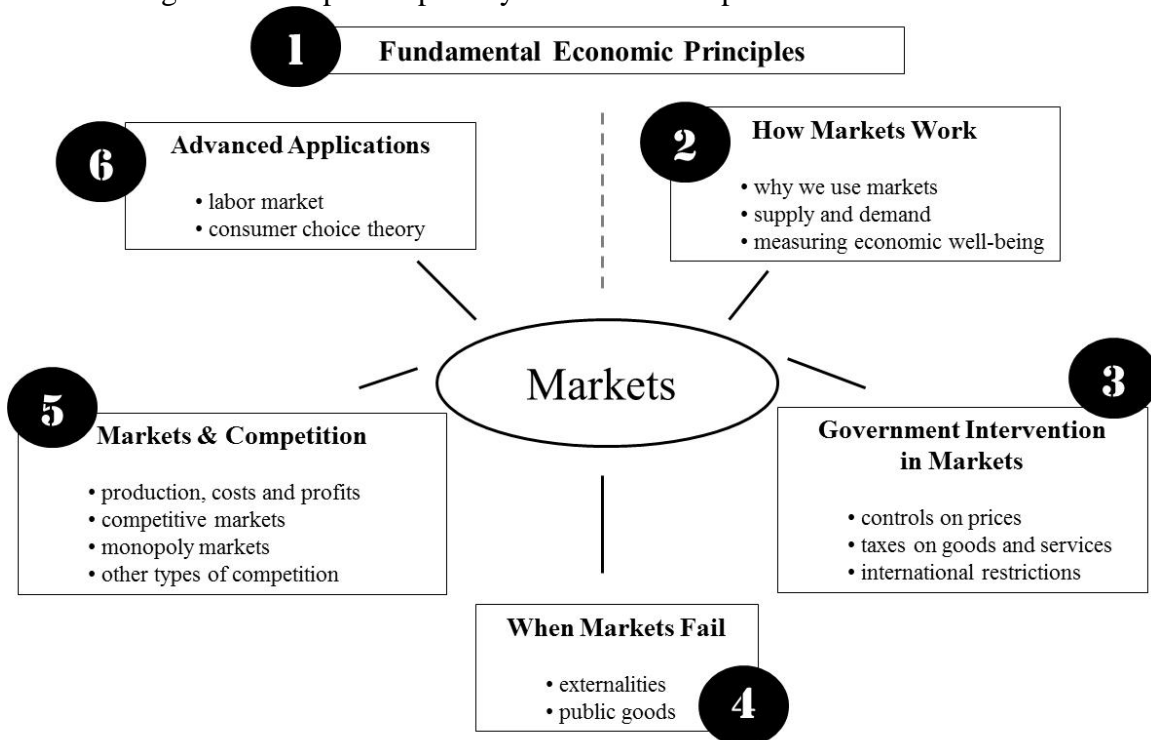 1
Fundamental Economic Principles
6
Advanced Applications
• labor market
• consumer choice theory
2
How Markets Work
• why we use markets
• supply and demand
• measuring economic well-being
Markets
3
Government Intervention
in Markets
• controls on prices
• taxes on goods and services
• international restrictions
5
Markets & Competition
• production, costs and profits
• competitive markets
• monopoly markets
• other types of competition
When Markets Fail
• externalities
• public goods
4